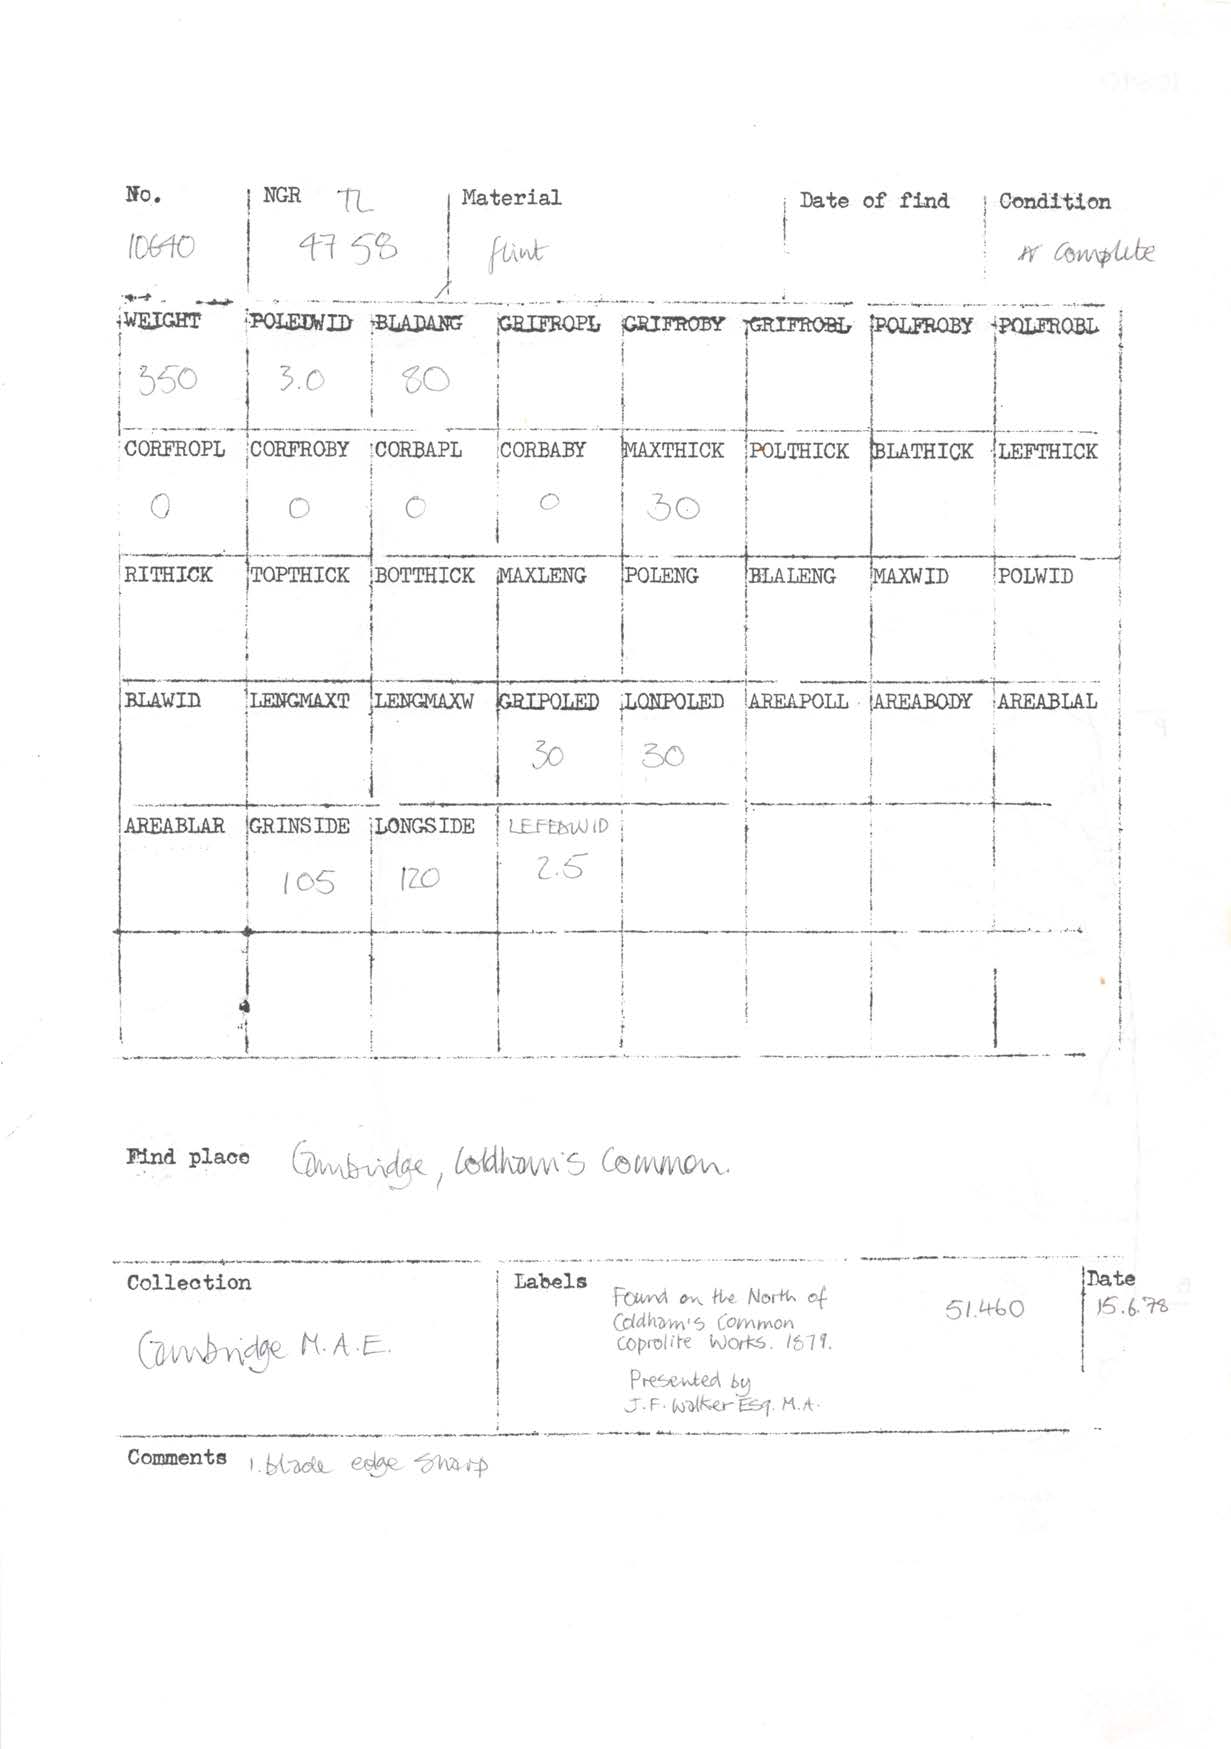 No. NGR TL Material Date of find Condition
10640 47 58 flint complete
WEIGHT POLEDWID BLADANG GRIFROPL GRIFROBY GRIFROBL POLFROBY POLFROBL
350 3.0 80
CORFROPL CORFROBY CORBAPL CORBABY MAXTHICK POLTHICK BLATHICK LEFTHICK
0 0 0 0 30
RITHICK TOPTHICK BOTTHICK MAXLENG POLENG BLALENG MAXWID POLWID
BLAWID LENGMAXT LENGMAXW GRIPOLED LONPOLED AREAPOLL AREABODY AREABLAL
30 30
AREABLAR GRINSIDE LONGSIDE LEFEDWID
105 120 2.5
Find place Cambridge, Coldham's Common.
Collection Labels Date
Found on the North of 51.460 15.6.78
Coldham's Common
Coprolite Works. 1879.
Cambridge M.A.E.
Presented by
J.F. Walker Esq. M.A.
Comments 1. blade edge sharp